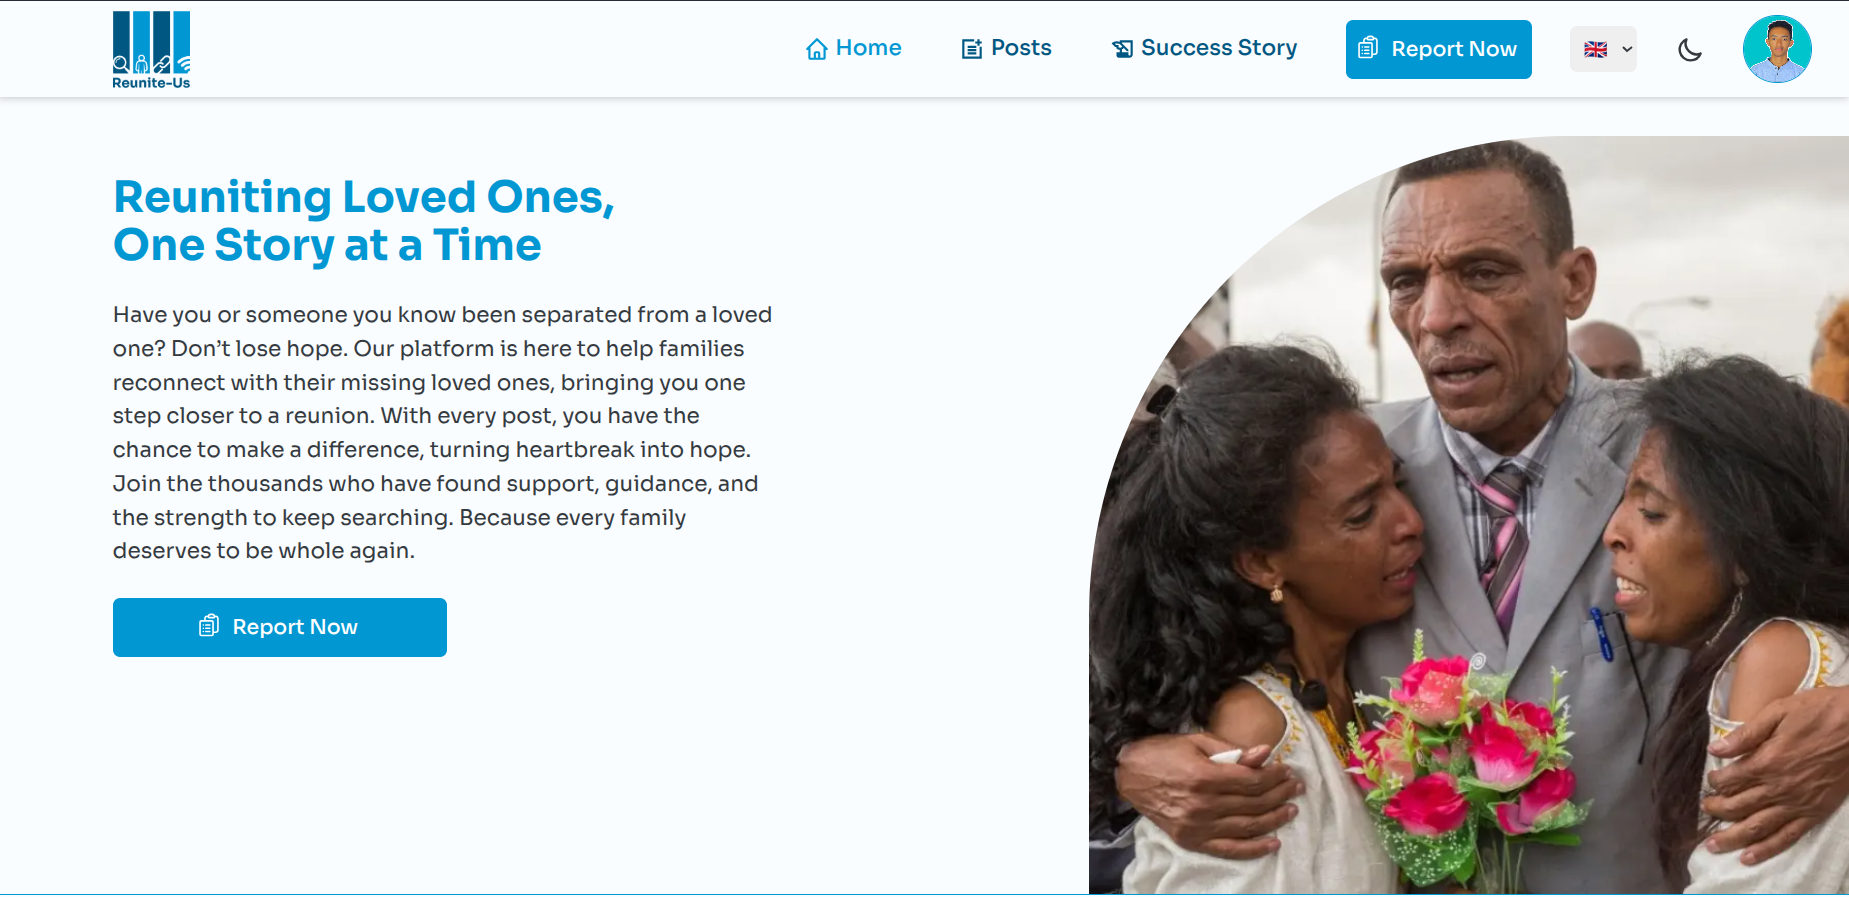 Reunite-Us
Home
Posts
Success Story
Report Now
Reuniting Loved Ones,
One Story at a Time
Have you or someone you know been separated from a loved
one? Don’t lose hope. Our platform is here to help families
reconnect with their missing loved ones, bringing you one
step closer to a reunion. With every post, you have the
chance to make a difference, turning heartbreak into hope.
Join the thousands who have found support, guidance, and
the strength to keep searching. Because every family
deserves to be whole again.
Report Now